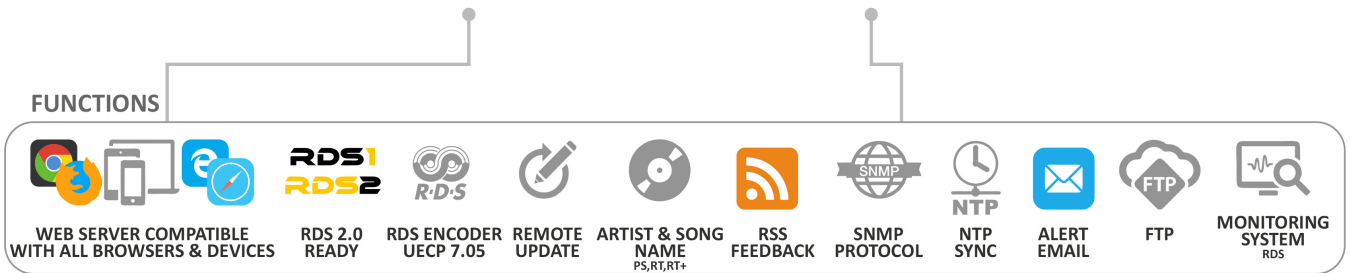 FUNCTIONS
RDS1
RDS2
R·D·S
SNMP
NTP
FTP
WEB SERVER COMPATIBLE
WITH ALL BROWSERS & DEVICES
RDS 2.0
READY
RDS ENCODER
UECP 7.05
REMOTE
UPDATE
ARTIST & SONG
NAME
PS,RT,RT+
RSS
FEEDBACK
SNMP
PROTOCOL
NTP
SYNC
ALERT
EMAIL
FTP
MONITORING
SYSTEM
RDS